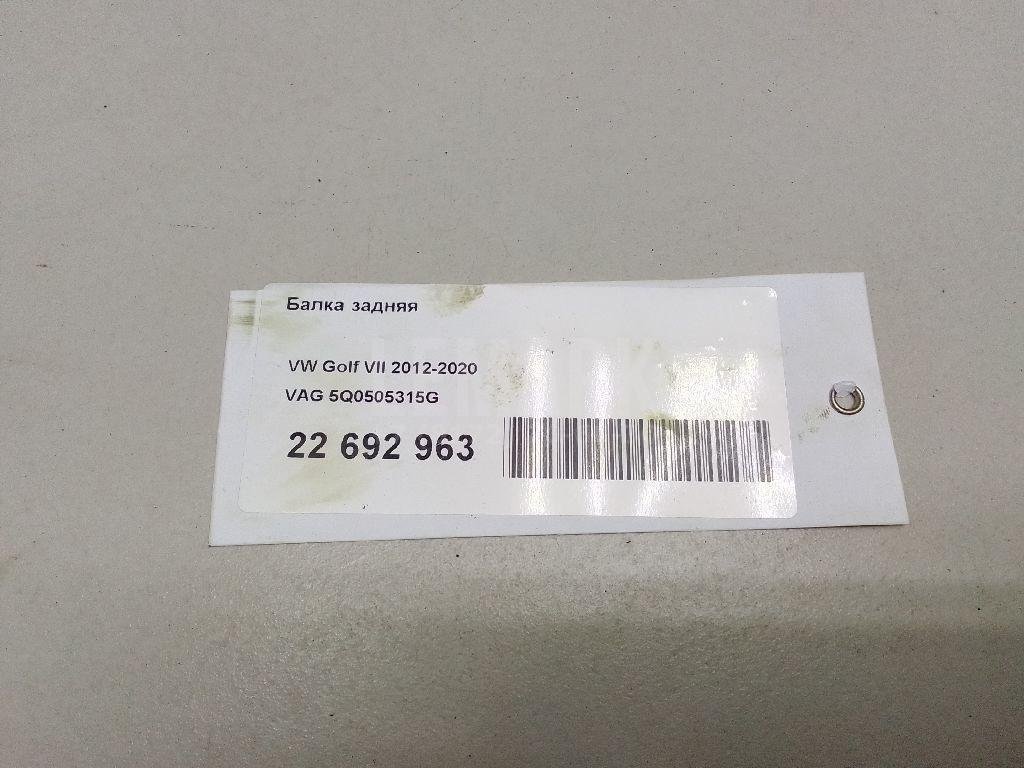 Балка задняя
VW Golf VII 2012-2020
VAG 5Q0505315G
22 692 963